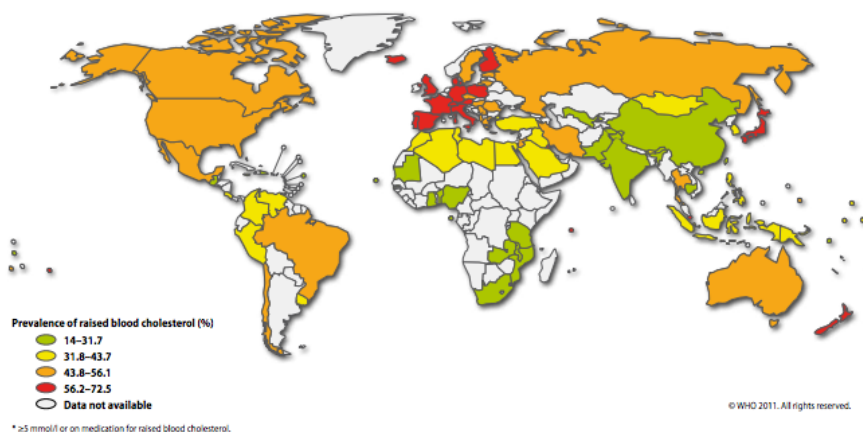 Prevalence of raised blood cholesterol (%)
14–31.7
31.8–43.7
43.8–56.1
56.2–72.5
Data not available
© WHO 2011. All rights reserved.
* ≥5 mmol/l or on medication for raised blood cholesterol.